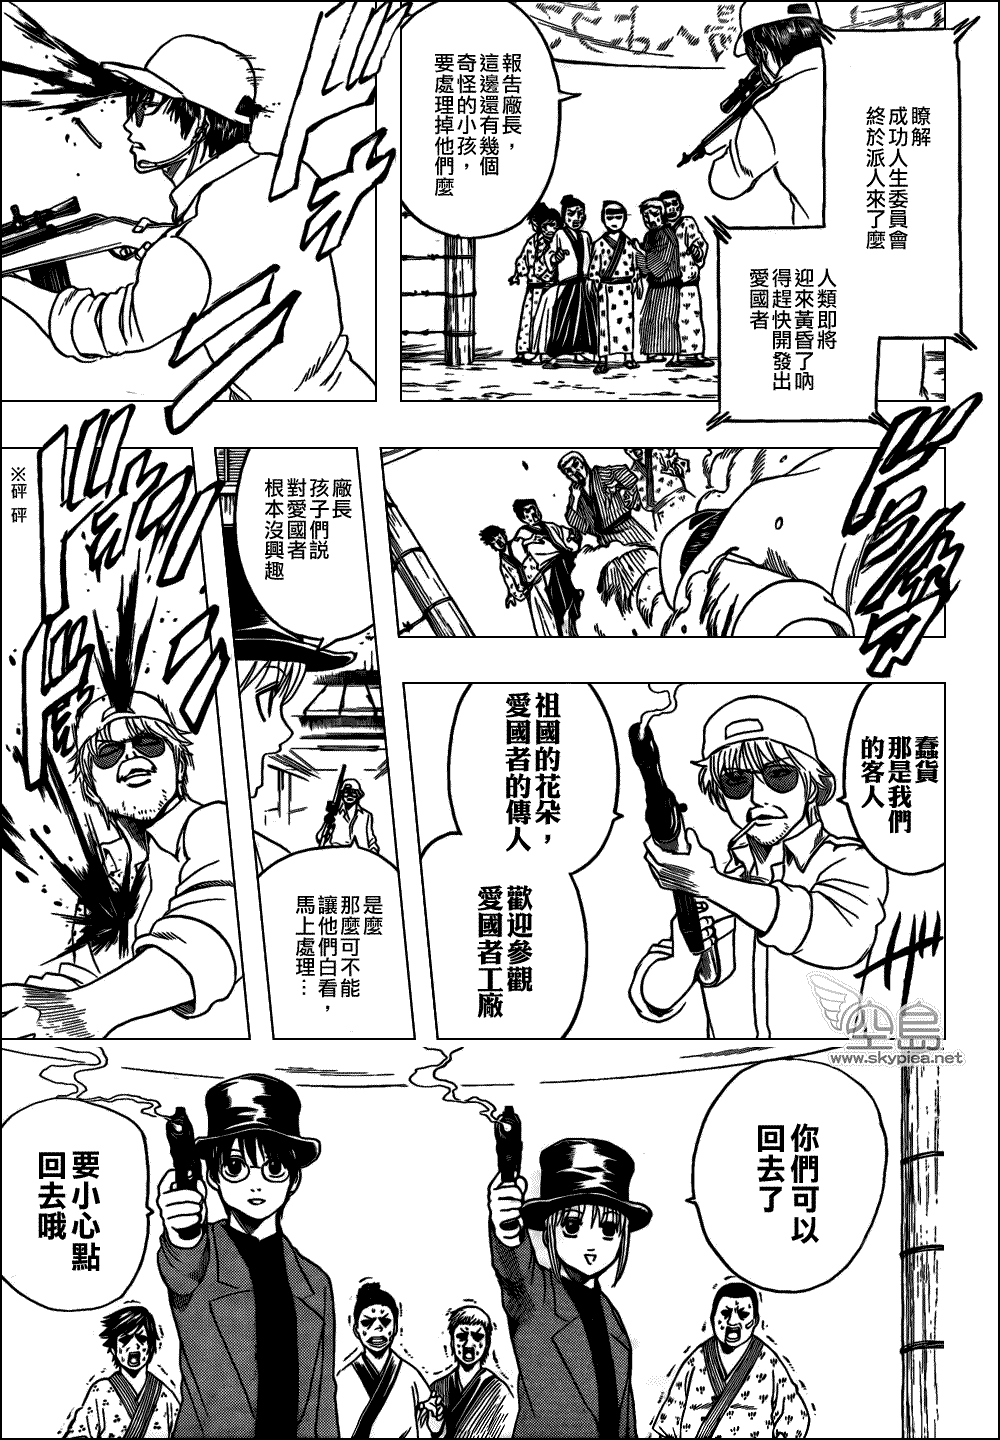 瞭解
成功人生委員會
終於派人來了麼
人類即將
迎來黃昏了吶
得趕快開發出
愛國者
報告廠長，
這邊還有幾個
奇怪的小孩，
要處理掉他們麼
廠長
孩子們說
對愛國者
根本沒興趣
是麼
那麼可不能
讓他們白看，
馬上處理…
※砰 砰
蠢貨
那是我們
的客人
祖國的花朵，
愛國者的傳人
歡迎參觀
愛國者工廠
空島
www.skypiea.net
你們可以
回去了
要小心點
回去哦